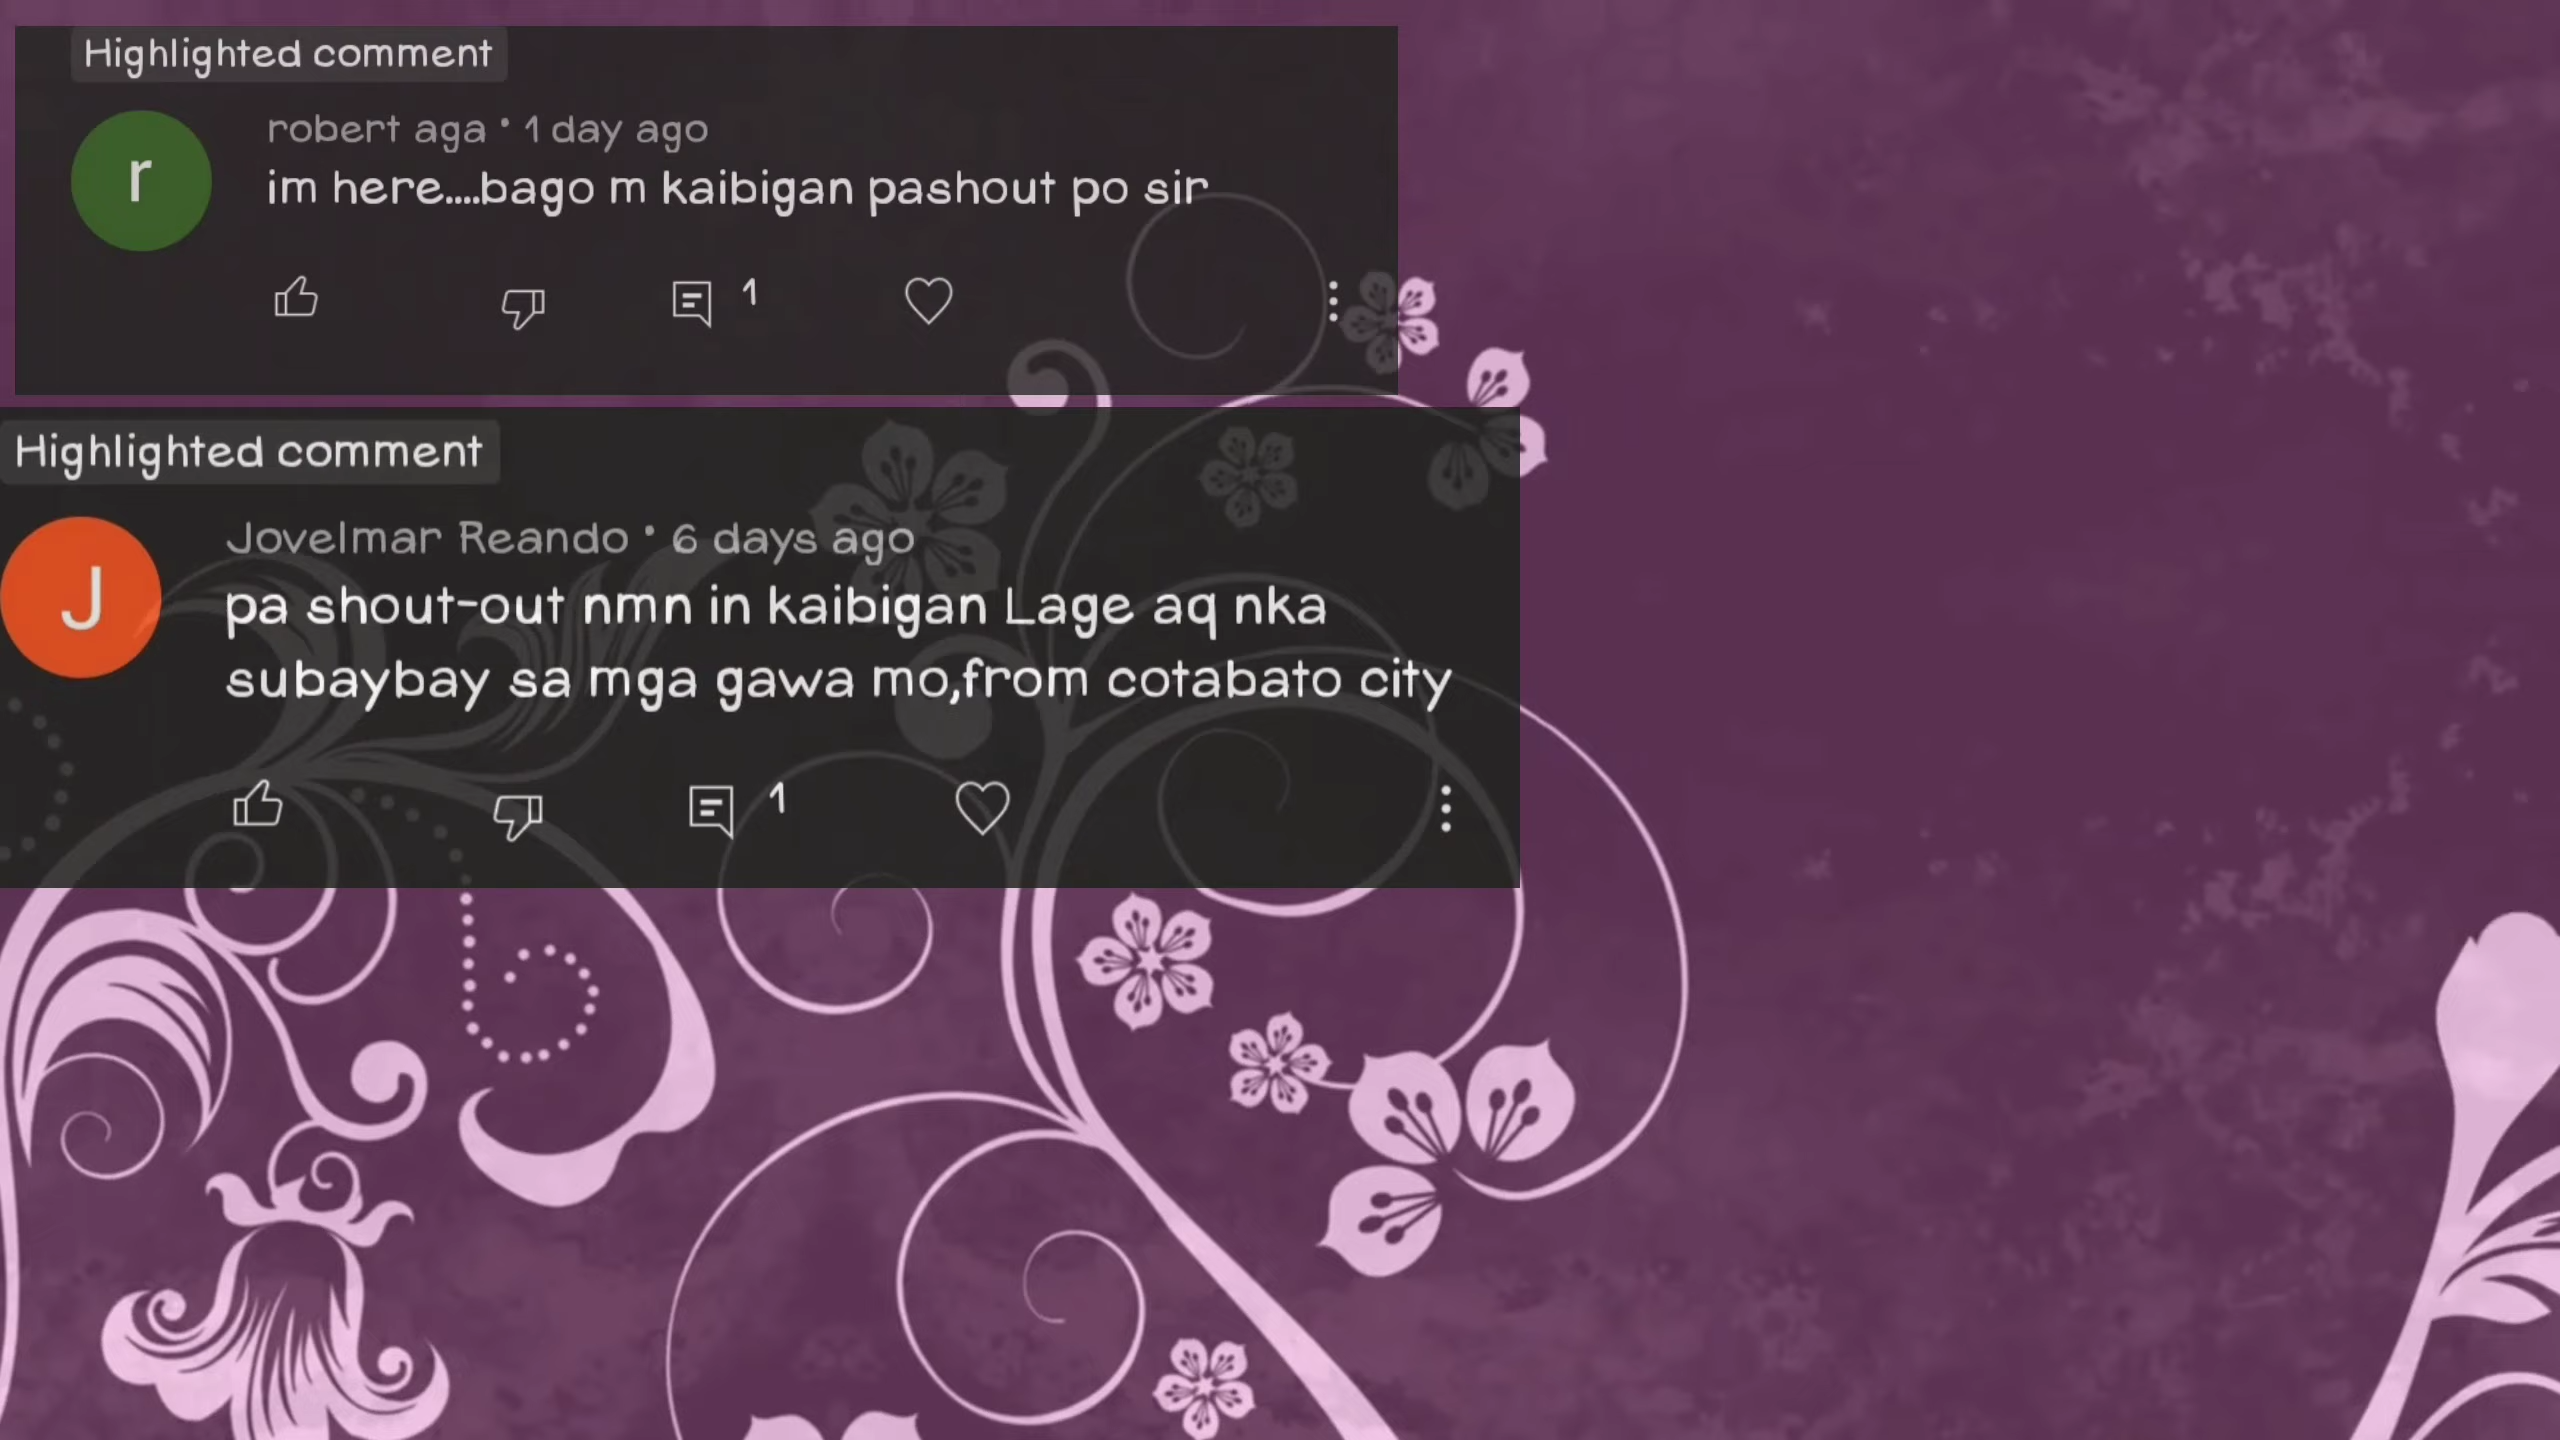 Highlighted comment
robert aga • 1 day ago
r
im here....bago m kaibigan pashout po sir
1
Highlighted comment
Jovelmar Reando • 6 days ago
J
pa shout-out nmn in kaibigan Lage aq nka
subaybay sa mga gawa mo,from cotabato city
1